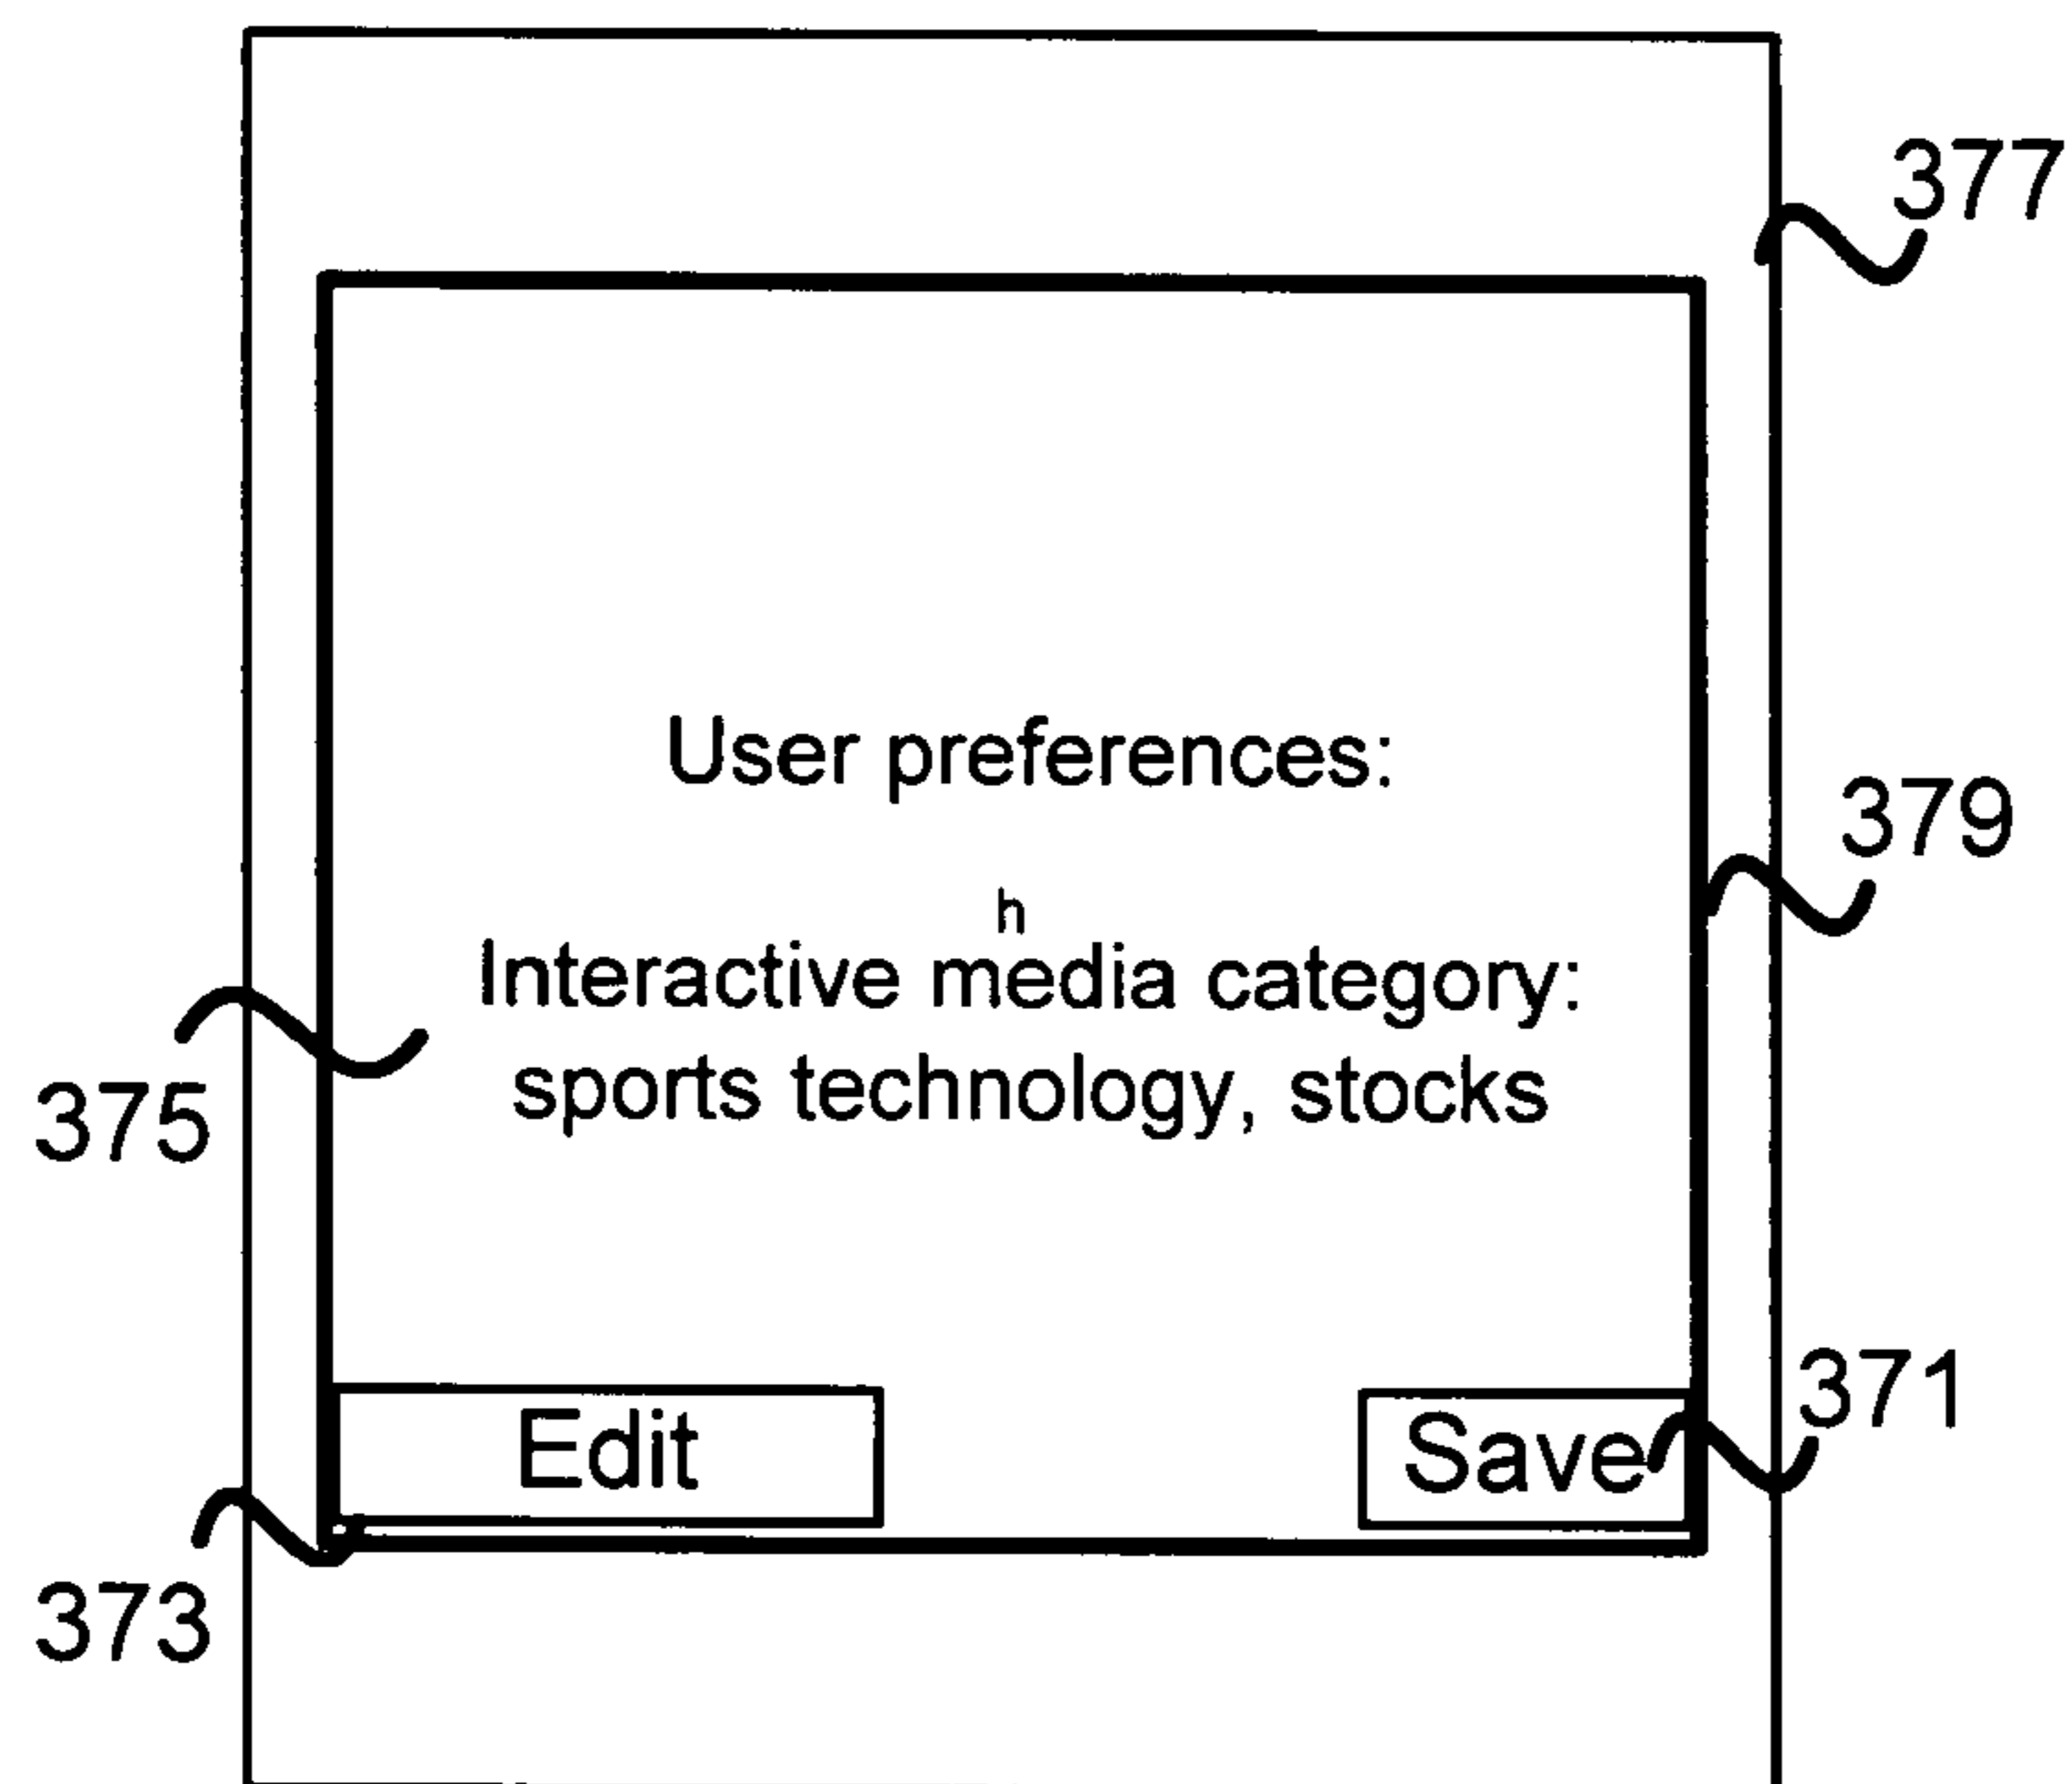 377
User preferences:
379
h
Interactive media category:
sports technology, stocks
375
371
Edit Save
373